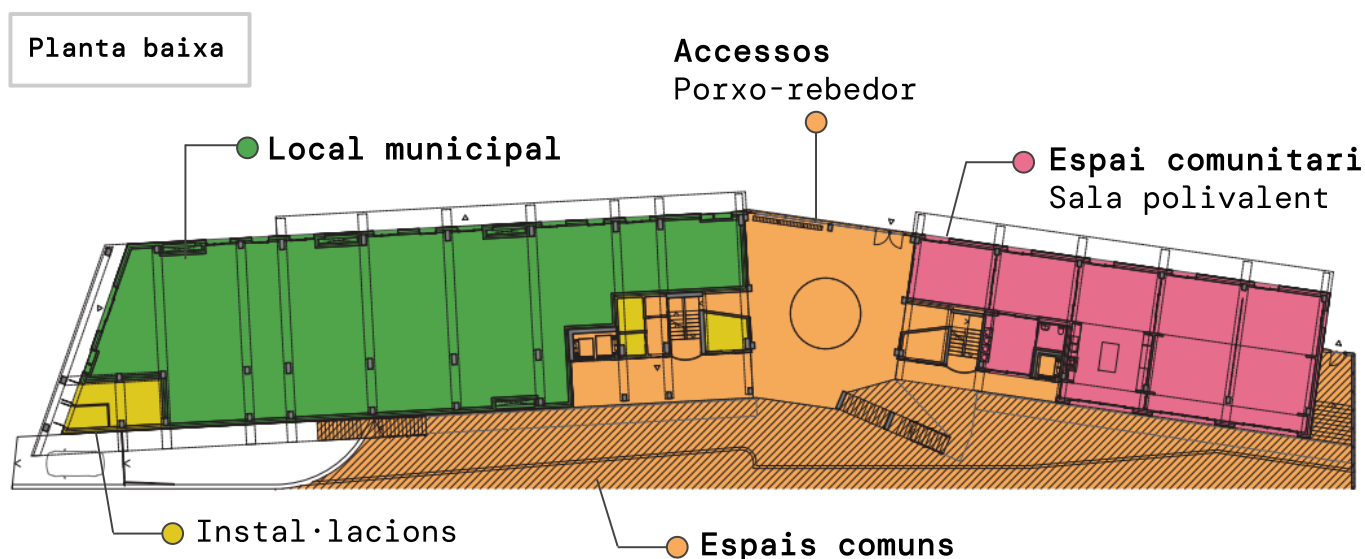 Planta baixa
Accessos
Porxo-rebedor
Local municipal
Espai comunitari
Sala polivalent
Instal·lacions
Espais comuns